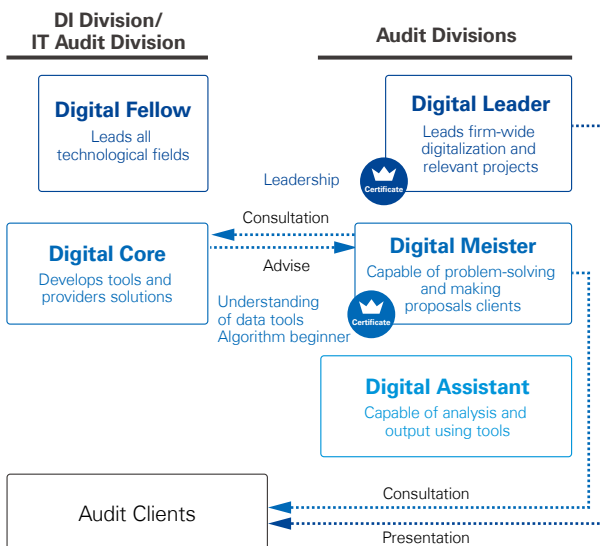 DI Division/
IT Audit Division
Audit Divisions
Digital Fellow
Leads all
technological fields
Digital Leader
Leads firm-wide
digitalization and
relevant projects
Leadership
Certificate
Consultation
Digital Core
Develops tools and
providers solutions
Advise
Digital Meister
Capable of problem-solving
and making
proposals clients
Understanding
of data tools
Algorithm beginner
Certificate
Digital Assistant
Capable of analysis and
output using tools
Audit Clients
Consultation
Presentation